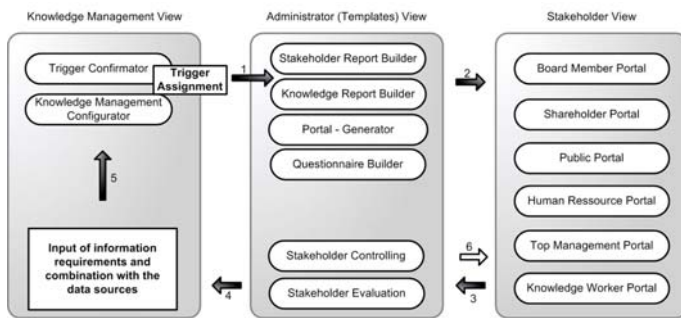 Knowledge Management View
Trigger Confirmator
Trigger
Assignment
Knowledge Management
Configurator
5
Input of information
requirements and
combination with the
data sources
1
Administrator (Templates) View
Stakeholder Report Builder
Knowledge Report Builder
Portal - Generator
Questionnaire Builder
Stakeholder Controlling
Stakeholder Evaluation
4
2
6
3
Stakeholder View
Board Member Portal
Shareholder Portal
Public Portal
Human Ressource Portal
Top Management Portal
Knowledge Worker Portal